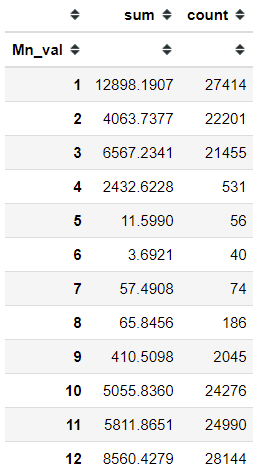 sum count
Mn_val
1 12898.1907 27414
2 4063.7377 22201
3 6567.2341 21455
4 2432.6228 531
5 11.5990 56
6 3.6921 40
7 57.4908 74
8 65.8456 186
9 410.5098 2045
10 5055.8360 24276
11 5811.8651 24990
12 8560.4279 28144